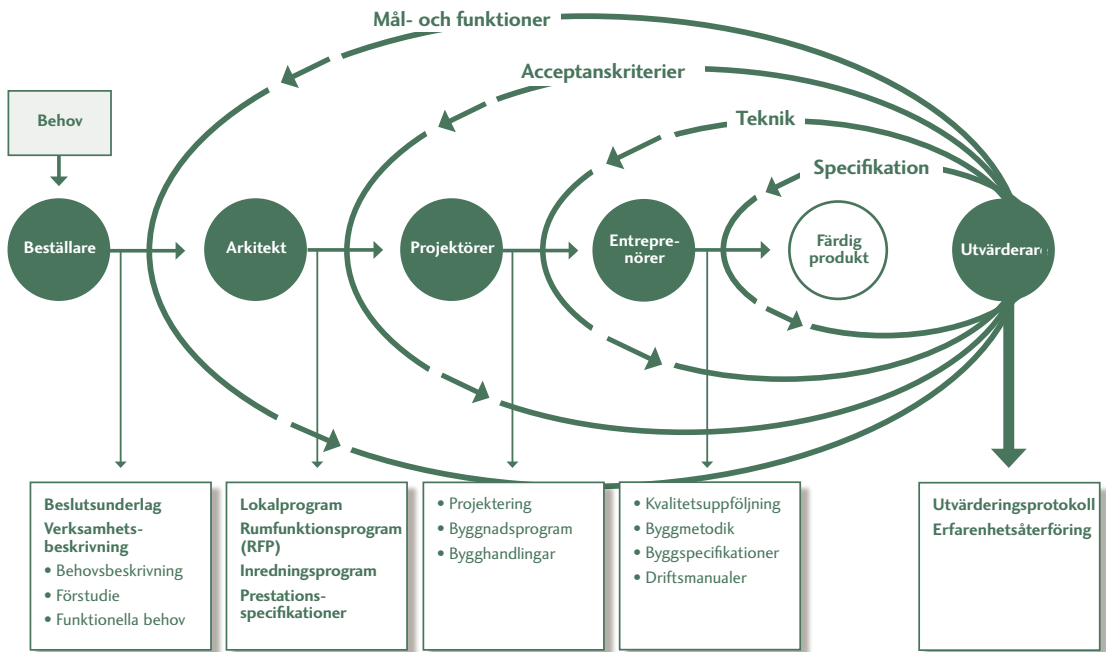 Mål- och funktioner
Acceptanskriterier
Teknik
Specifikation
Behov
Beställare
Arkitekt
Projektörer
Entrepre-
nörer
Färdig
produkt
Utvärderare
Beslutsunderlag
Verksamhets-
beskrivning
• Behovsbeskrivning
• Förstudie
• Funktionella behov
Lokalprogram
Rumfunktionsprogram
(RFP)
Inredningsprogram
Prestations-
specifikationer
• Projektering
• Byggnadsprogram
• Bygghandlingar
• Kvalitetsuppföljning
• Byggmetodik
• Byggspecifikationer
• Driftsmanualer
Utvärderingsprotokoll
Erfarenhetsåterföring